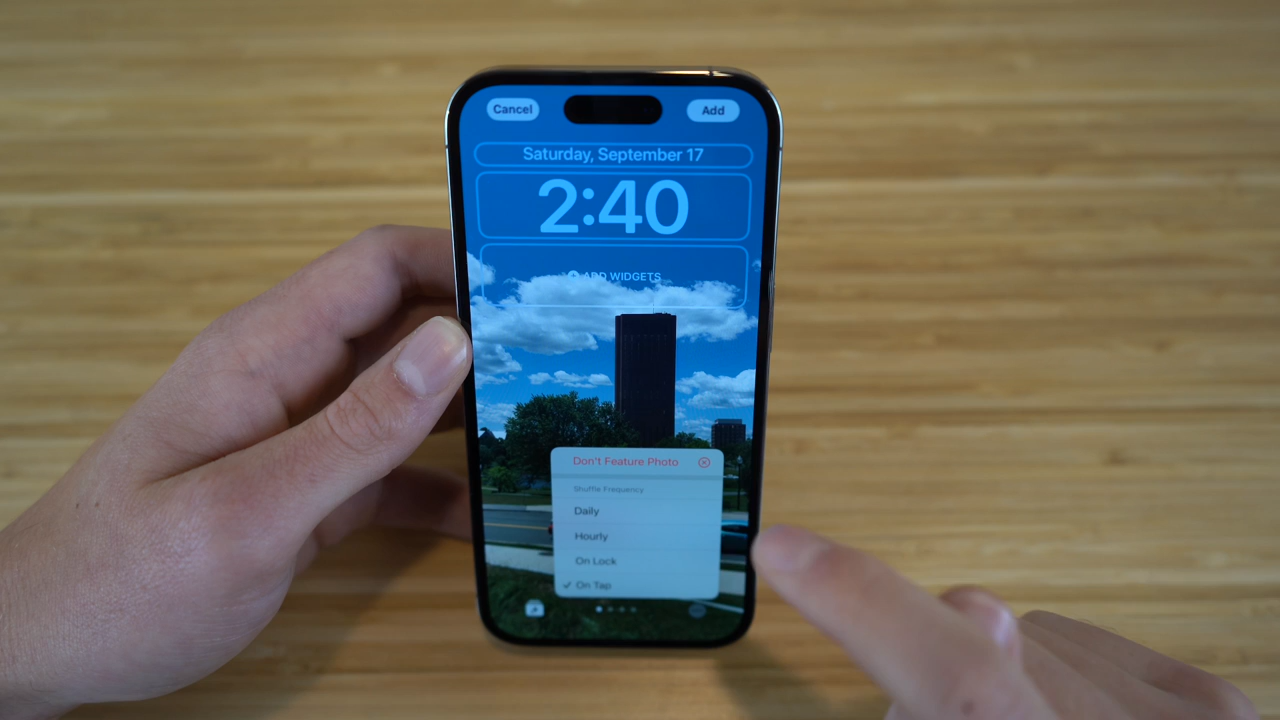 Cancel
Add
Saturday, September 17
2:40
ADD WIDGETS
Don't Feature Photo
Shuffle Frequency
Daily
Hourly
On Lock
On Tap